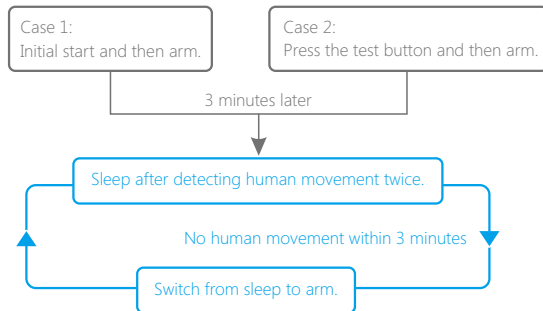 Case 1:
Initial start and then arm.
Case 2:
Press the test button and then arm.
3 minutes later
Sleep after detecting human movement twice.
No human movement within 3 minutes
Switch from sleep to arm.